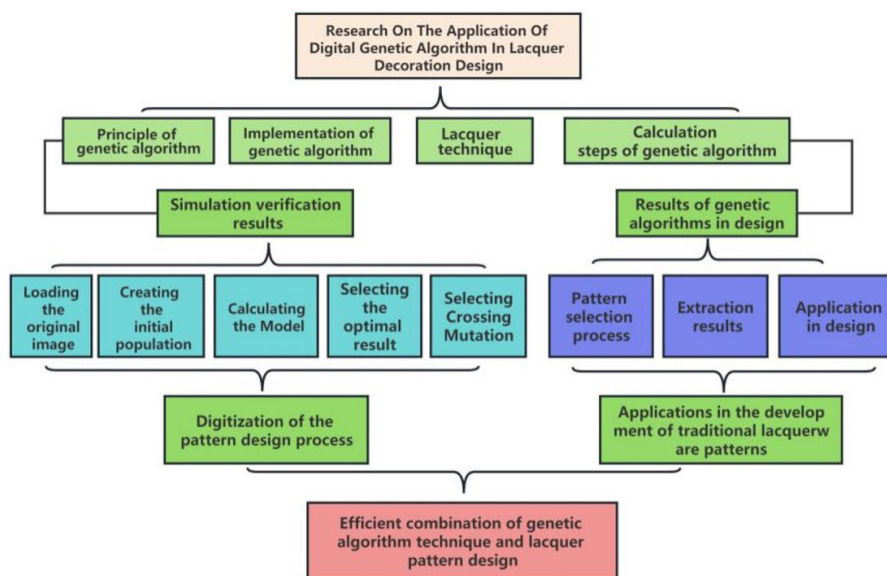 Research On The Application Of
Digital Genetic Algorithm In Lacquer
Decoration Design
Principle of
genetic algorithm
Implementation of
genetic algorithm
Lacquer
technique
Calculation
steps of genetic algorithm
Simulation verification
results
Results of genetic
algorithms in design
Loading
the
original
image
Creating
the
initial
population
Calculating
the Model
Selecting
the
optimal
result
Selecting
Crossing
Mutation
Pattern
selection
process
Extraction
results
Application
in design
Digitization of the
pattern design process
Applications in the develop
ment of traditional lacquerw
are patterns
Efficient combination of genetic
algorithm technique and lacquer
pattern design